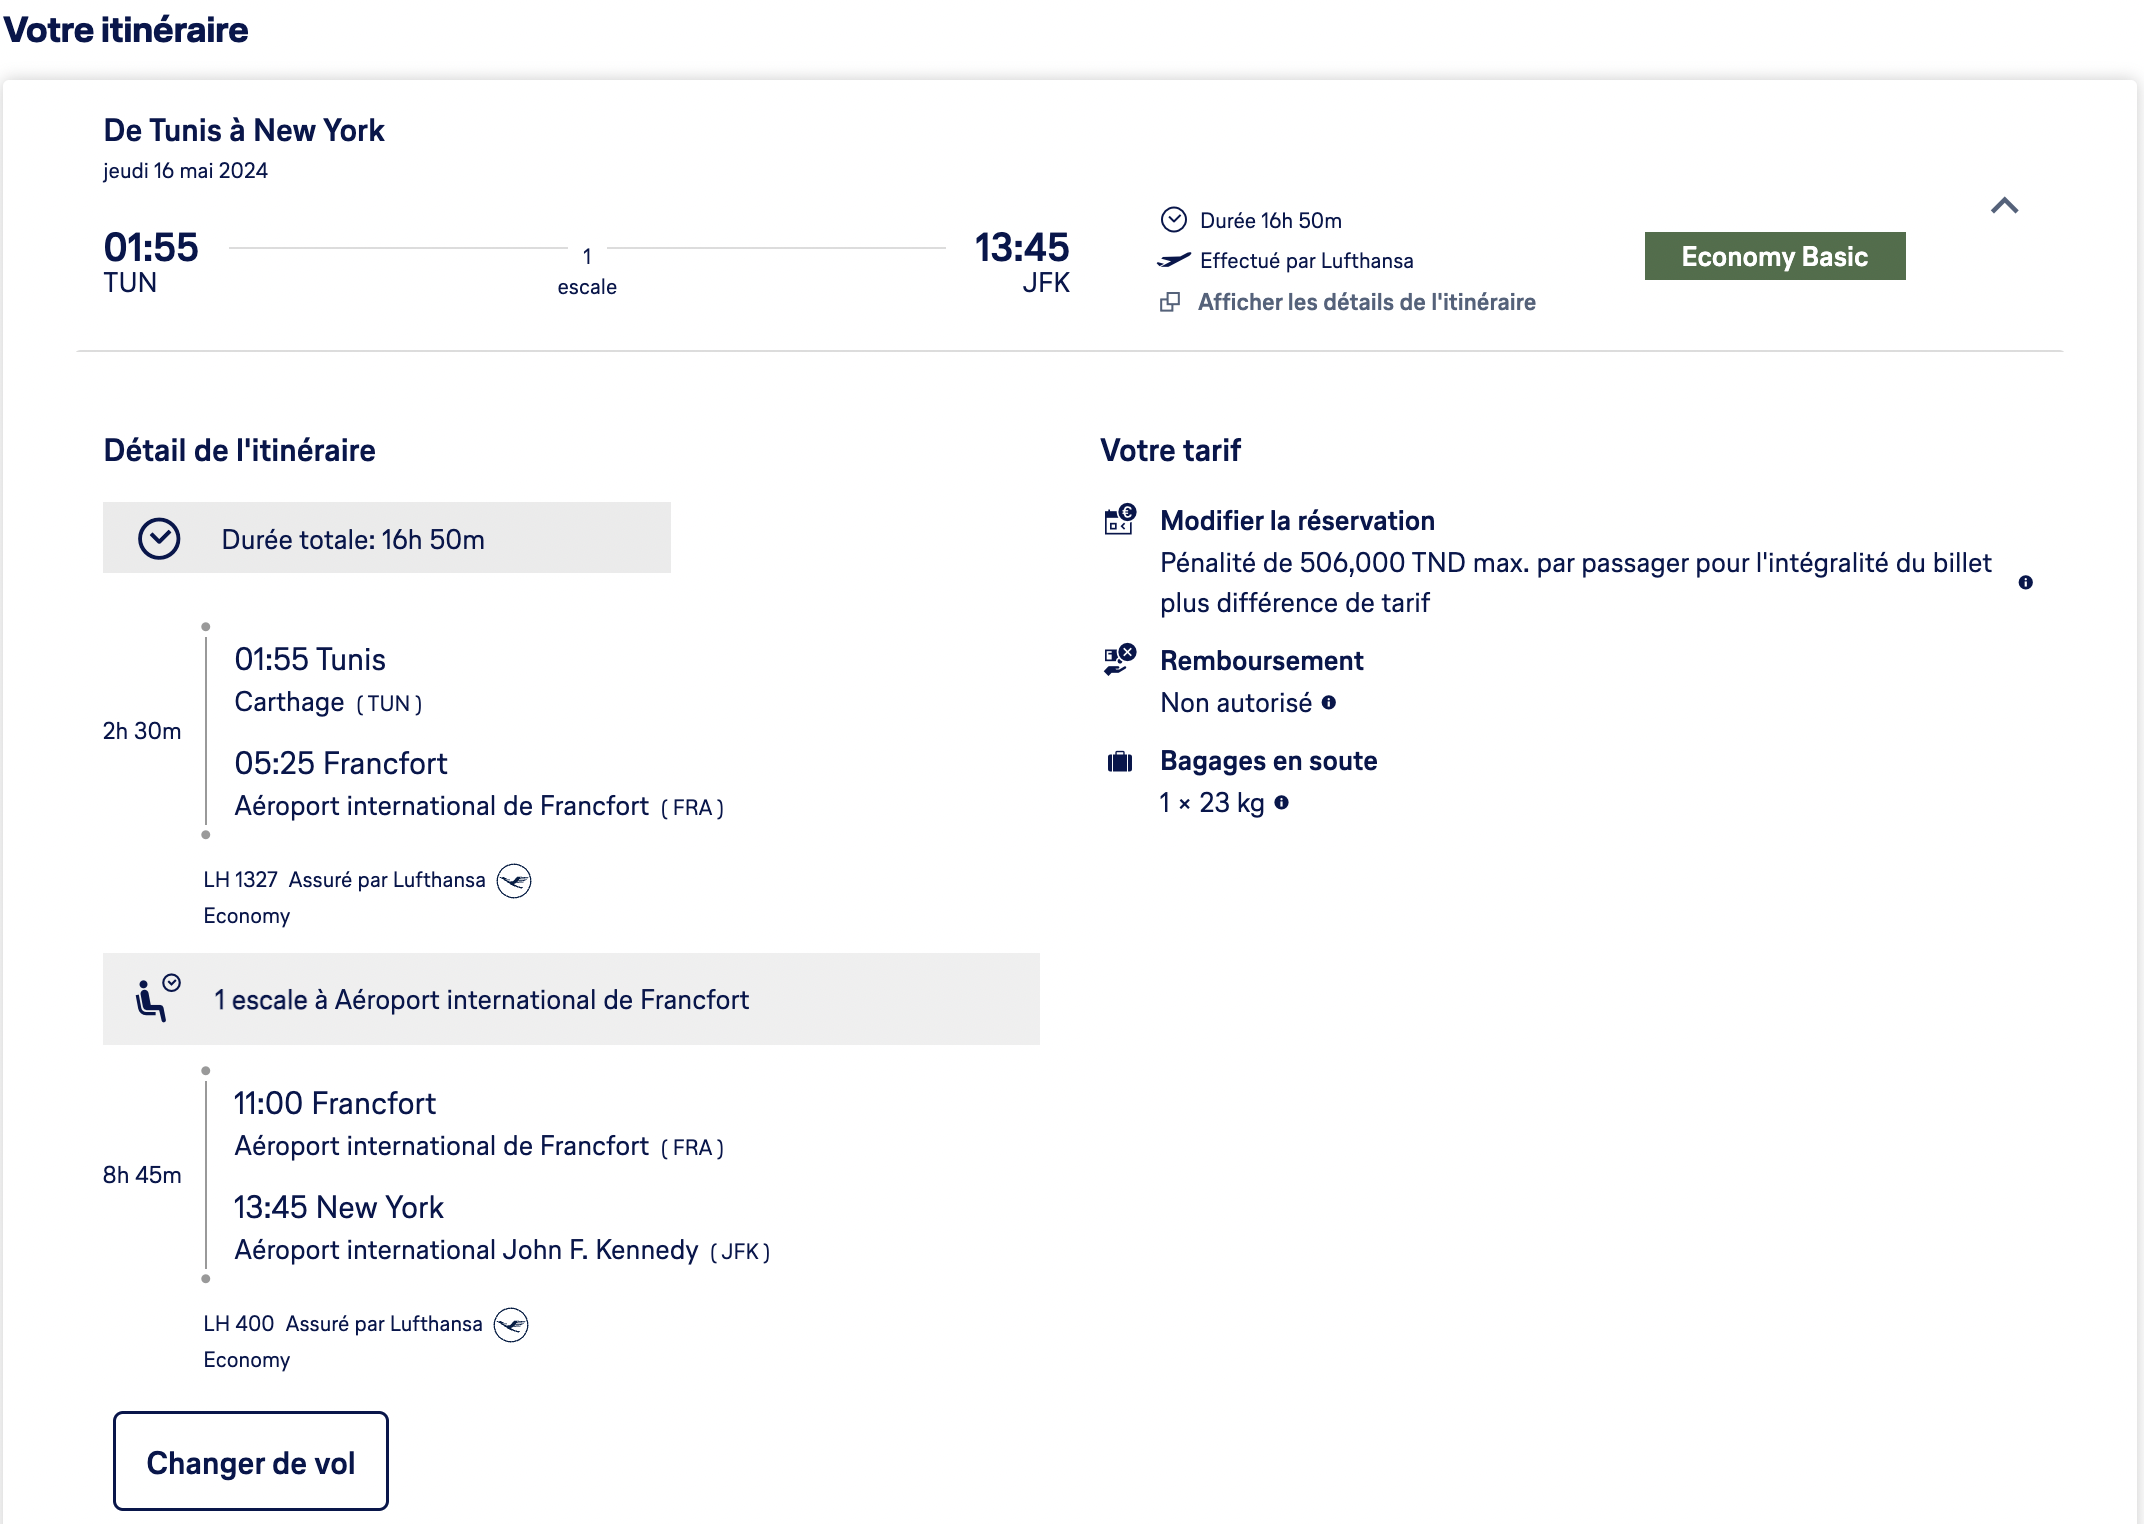 Votre itinéraire
De Tunis à New York
jeudi 16 mai 2024
01:55
TUN
1
escale
13:45
JFK
Durée 16h 50m
Effectué par Lufthansa
Afficher les détails de l'itinéraire
Economy Basic
Détail de l'itinéraire
Durée totale: 16h 50m
2h 30m
01:55 Tunis
Carthage ( TUN )
05:25 Francfort
Aéroport international de Francfort ( FRA )
LH 1327 Assuré par Lufthansa
Economy
1 escale à Aéroport international de Francfort
8h 45m
11:00 Francfort
Aéroport international de Francfort ( FRA )
13:45 New York
Aéroport international John F. Kennedy ( JFK )
LH 400 Assuré par Lufthansa
Economy
Changer de vol
Votre tarif
Modifier la réservation
Pénalité de 506,000 TND max. par passager pour l'intégralité du billet
plus différence de tarif
Remboursement
Non autorisé
Bagages en soute
1 × 23 kg